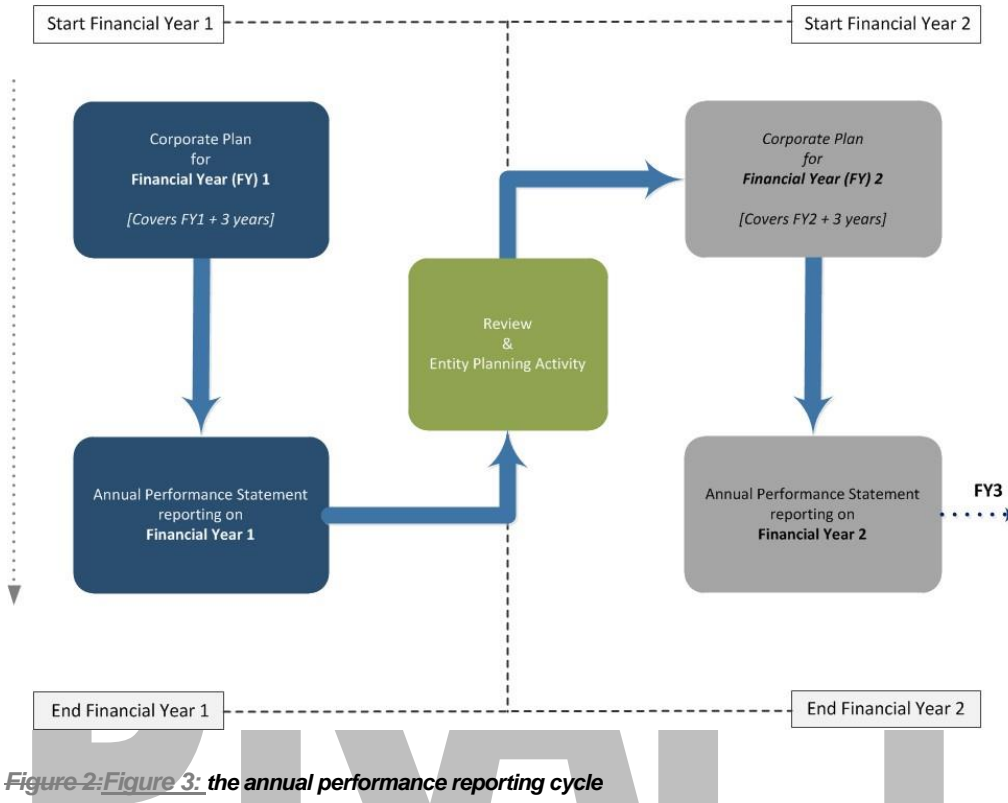 Start Financial Year 1
Start Financial Year 2
Corporate Plan
for
Financial Year (FY) 1
[Covers FY1 + 3 years]
Corporate Plan
for
Financial Year (FY) 2
[Covers FY2 + 3 years]
Review
&
Entity Planning Activity
Annual Performance Statement
reporting on
Financial Year 1
Annual Performance Statement
reporting on
Financial Year 2
FY3
End Financial Year 1
End Financial Year 2
Figure 2:Figure 3: the annual performance reporting cycle